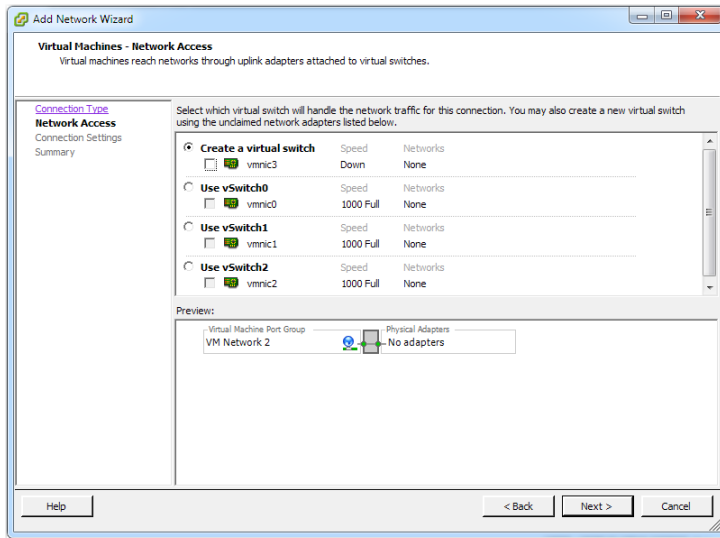 Add Network Wizard
Virtual Machines - Network Access
Virtual machines reach networks through uplink adapters attached to virtual switches.
Connection Type
Network Access
Connection Settings
Summary
Select which virtual switch will handle the network traffic for this connection. You may also create a new virtual switch
using the unclaimed network adapters listed below.
Create a virtual switch Speed Networks
vmnic3 Down None
Use vSwitch0 Speed Networks
vmnic0 1000 Full None
Use vSwitch1 Speed Networks
vmnic1 1000 Full None
Use vSwitch2 Speed Networks
vmnic2 1000 Full None
Preview:
Virtual Machine Port Group Physical Adapters
VM Network 2 No adapters
Help < Back Next > Cancel